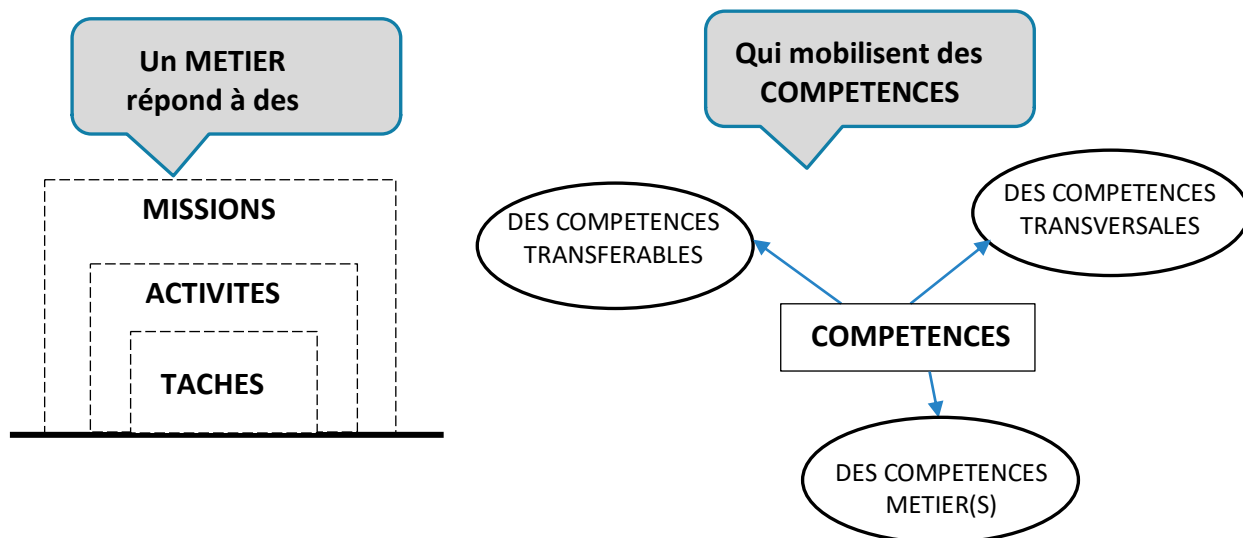 Un METIER
répond à des
MISSIONS
ACTIVITES
TACHES
Qui mobilisent des
COMPETENCES
DES COMPETENCES
TRANSFERABLES
DES COMPETENCES
TRANSVERSALES
COMPETENCES
DES COMPETENCES
METIER(S)